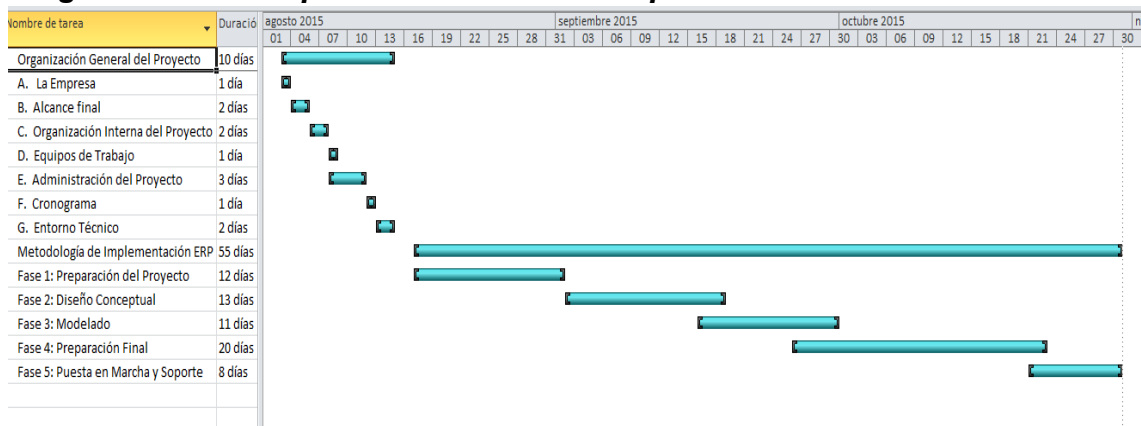 Nombre de tarea Duració agosto 2015 septiembre 2015 octubre 2015 n
01 04 07 10 13 16 19 22 25 28 31 03 06 09 12 15 18 21 24 27 30 03 06 09 12 15 18 21 24 27 30
Organización General del Proyecto 10 días
A. La Empresa 1 día
B. Alcance final 2 días
C. Organización Interna del Proyecto 2 días
D. Equipos de Trabajo 1 día
E. Administración del Proyecto 3 días
F. Cronograma 1 día
G. Entorno Técnico 2 días
Metodología de Implementación ERP 55 días
Fase 1: Preparación del Proyecto 12 días
Fase 2: Diseño Conceptual 13 días
Fase 3: Modelado 11 días
Fase 4: Preparación Final 20 días
Fase 5: Puesta en Marcha y Soporte 8 días